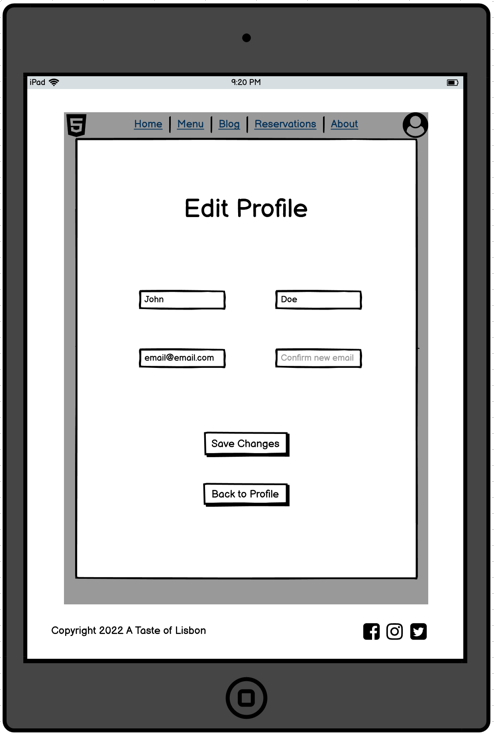 iPad 9:20 PM
5
Home Menu Blog Reservations About
Edit Profile
John Doe
email@email.com Confirm new email
Save Changes
Back to Profile
Copyright 2022 A Taste of Lisbon